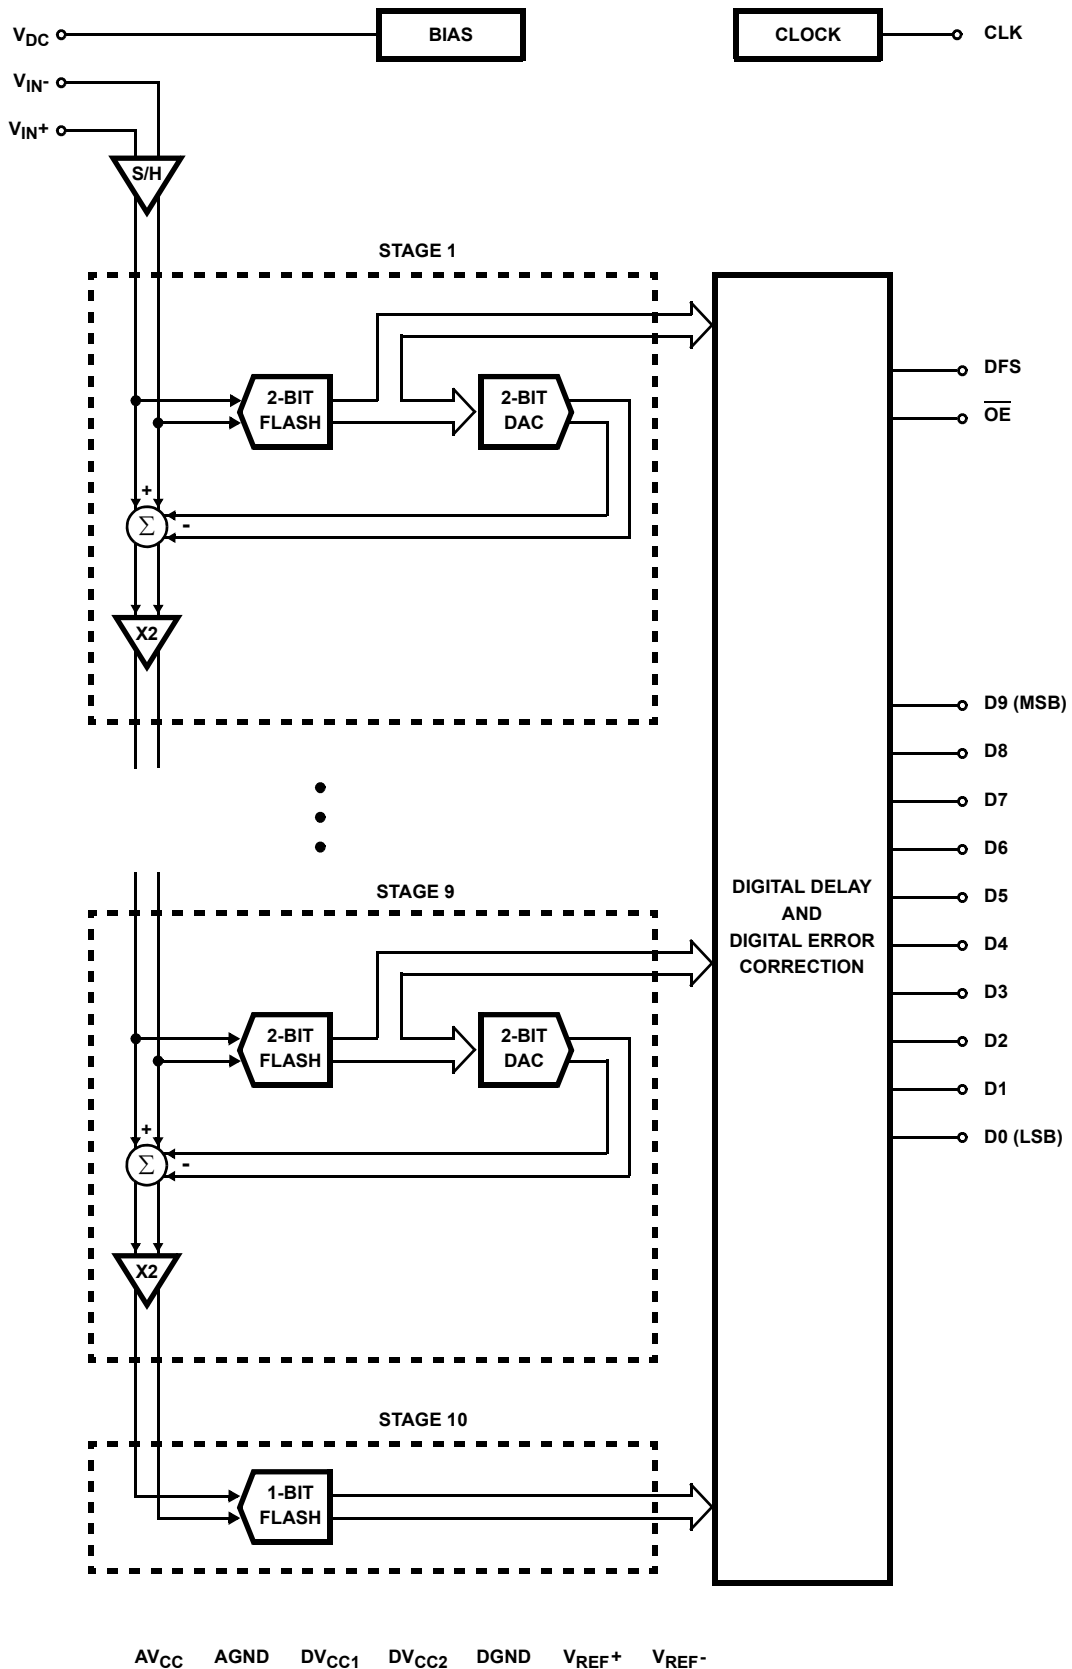 VDC BIAS CLOCK CLK
VIN-
VIN+
S/H
STAGE 1
2-BIT
FLASH
2-BIT
DAC
DFS
OE
+
Σ -
X2
D9 (MSB)
D8
D7
D6
D5
D4
D3
D2
D1
D0 (LSB)
DIGITAL DELAY
AND
DIGITAL ERROR
CORRECTION
STAGE 9
2-BIT
FLASH
2-BIT
DAC
+
Σ -
X2
STAGE 10
1-BIT
FLASH
AVCC AGND DVCC1 DVCC2 DGND VREF+ VREF-